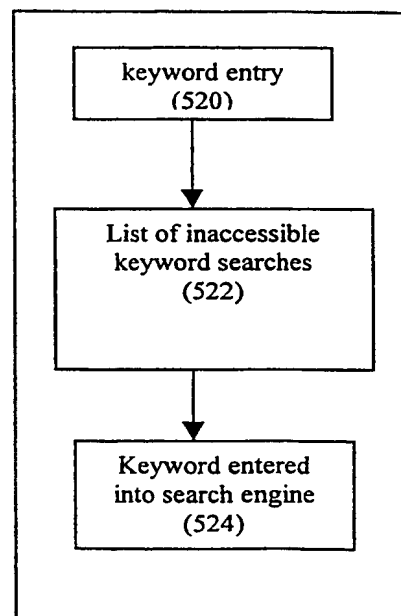 keyword entry
(520)
List of inaccessible
keyword searches
(522)
Keyword entered
into search engine
(524)